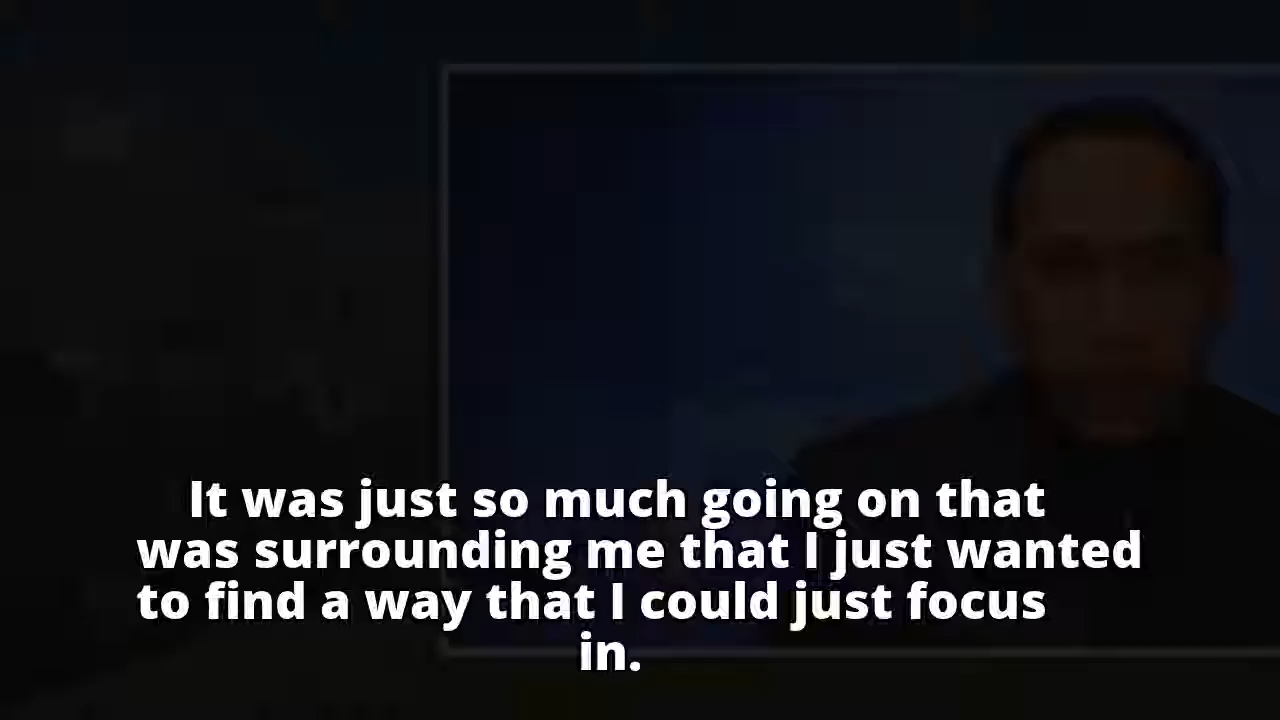 It was just so much going on that
was surrounding me that I just wanted
to find a way that I could just focus
in.